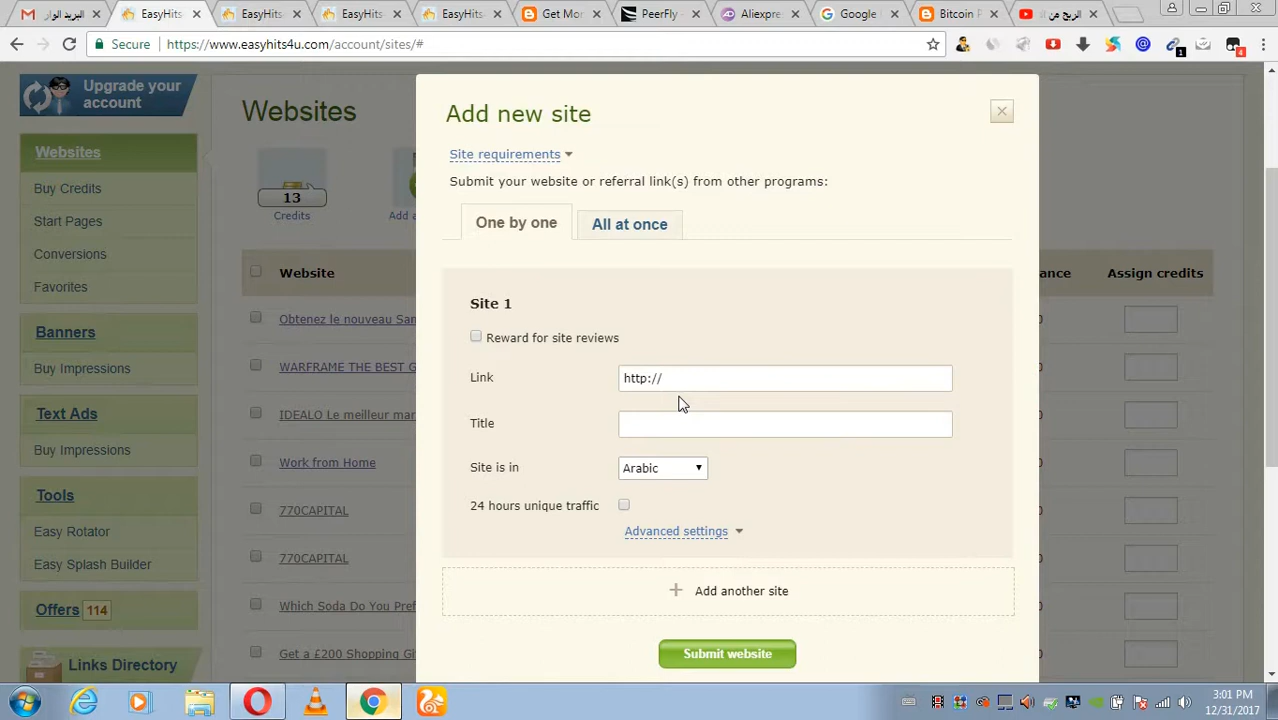 البريد الوار
EasyHits
EasyHits
EasyHits
EasyHits
Get Mor
PeerFly -
Aliexpre
Google
Bitcoin P
الربح من ال
Secure
https://www.easyhits4u.com/account/sites/#
1
4
Upgrade your
account
Websites
Buy Credits
Start Pages
Conversions
Favorites
Banners
Buy Impressions
Text Ads
Buy Impressions
Tools
Easy Rotator
Easy Splash Builder
Offers 114
Links Directory
Websites
13
Credits
Add a
Website
ance
Assign credits
Obtenez le nouveau San
WARFRAME THE BEST G
IDEALO Le meilleur mar
Work from Home
770CAPITAL
770CAPITAL
Which Soda Do You Pref
Get a £200 Shopping Gi
Add new site
Site requirements
Submit your website or referral link(s) from other programs:
One by one
All at once
Site 1
Reward for site reviews
Link
http://
Title
Site is in
Arabic
24 hours unique traffic
Advanced settings
+ Add another site
Submit website
3:01 PM
12/31/2017